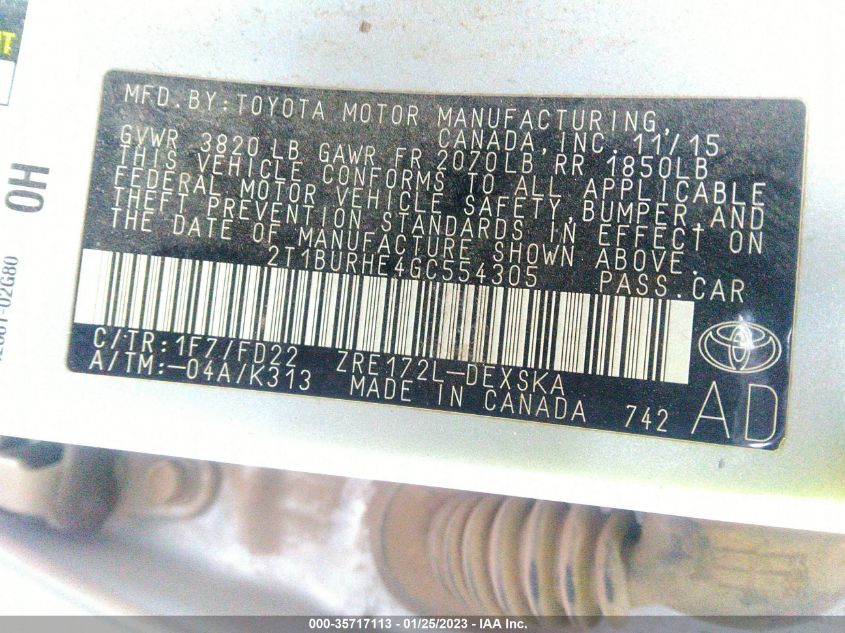 MFD.BY:TOYOTA MOTOR MANUFACTURING,
CANADA,INC. 11/15
GVWR 3820 LB GAWR FR 2070LB RR 1850LB
THIS VEHICLE CONFORMS TO ALL APPLICABLE
FEDERAL MOTOR VEHICLE SAFETY,BUMPER,AND
THEFT PREVENTION STANDARDS IN EFFECT ON
THE DATE OF MANUFACTURE SHOWN ABOVE.
2T1BURHE4GC554305 PASS.CAR
C/TR:1F7/FD22 ZRE172L-DEXSKA
A/TM:-04A/K313 MADE IN CANADA 742
AD
OH
000-35717113 - 01/25/2023 - IAA Inc.